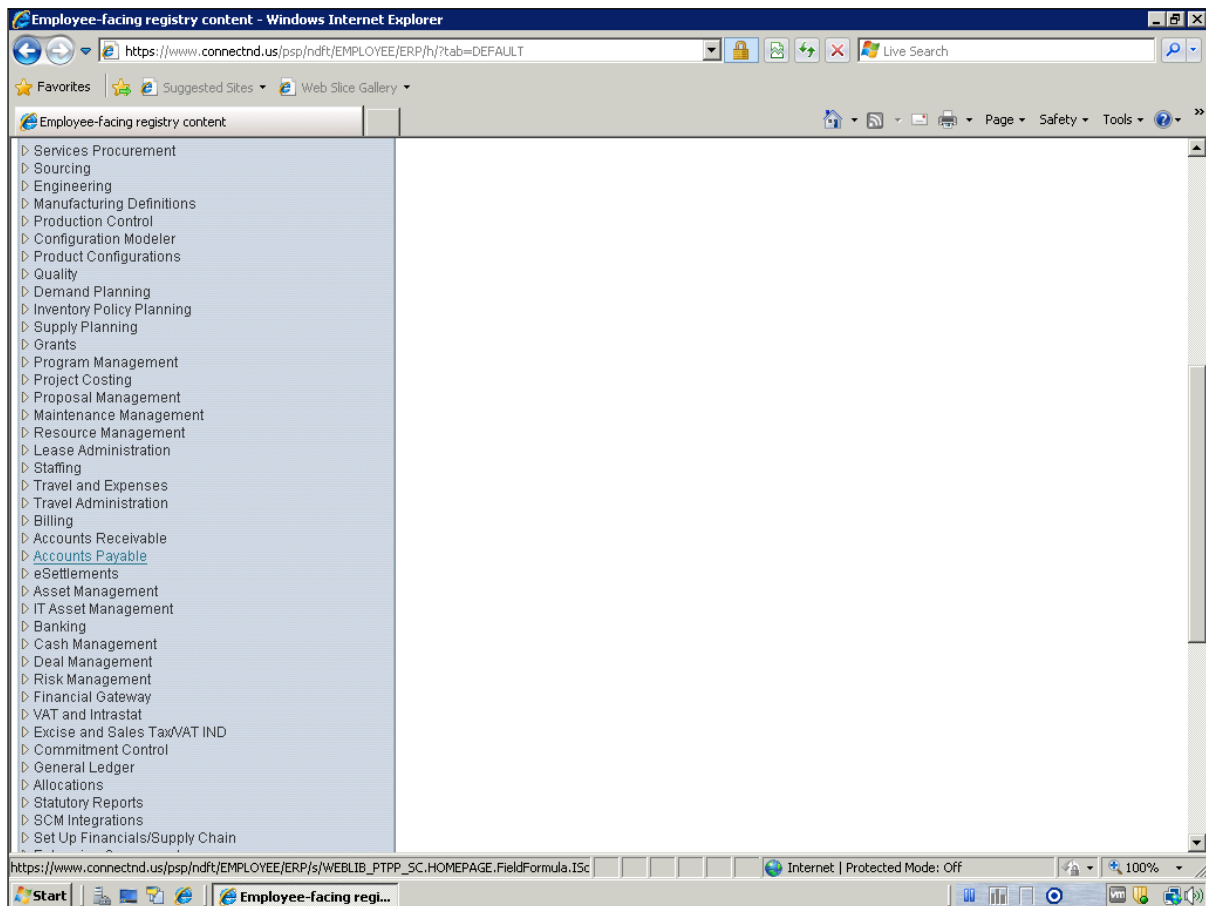 Employee-facing registry content - Windows Internet Explorer
https://www.connectnd.us/psp/ndft/EMPLOYEE/ERP/h/?tab=DEFAULT
Live Search
Favorites
Suggested Sites
Web Slice Gallery
Employee-facing registry content
Page
Safety
Tools
Services Procurement
Sourcing
Engineering
Manufacturing Definitions
Production Control
Configuration Modeler
Product Configurations
Quality
Demand Planning
Inventory Policy Planning
Supply Planning
Grants
Program Management
Project Costing
Proposal Management
Maintenance Management
Resource Management
Lease Administration
Staffing
Travel and Expenses
Travel Administration
Billing
Accounts Receivable
Accounts Payable
eSettlements
Asset Management
IT Asset Management
Banking
Cash Management
Deal Management
Risk Management
Financial Gateway
VAT and Intrastat
Excise and Sales Tax/VAT IND
Commitment Control
General Ledger
Allocations
Statutory Reports
SCM Integrations
Set Up Financials/Supply Chain
https://www.connectnd.us/psp/ndft/EMPLOYEE/ERP/s/WEBLIB_PTPP_SC.HOMEPAGE.FieldFormula.ISc
Internet | Protected Mode: Off
100%
Start
Employee-facing regi...
vm